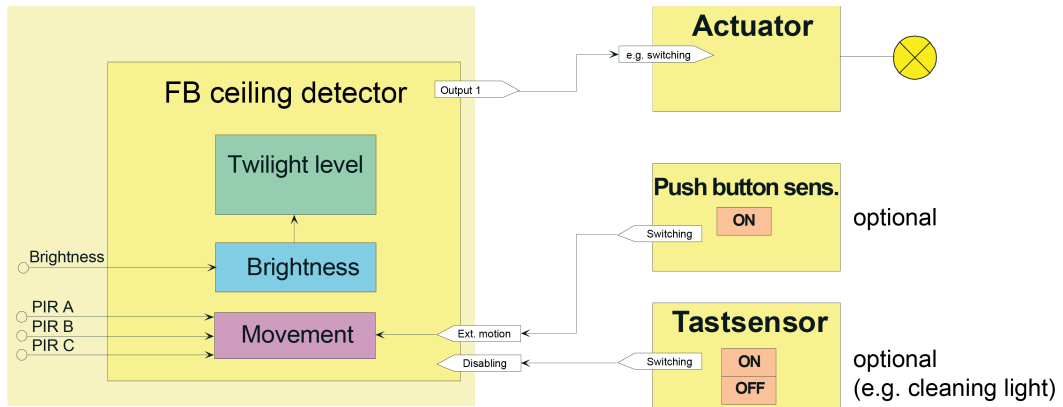 Actuator
e.g. switching
FB ceiling detector
Output 1
Twilight level
Push button sens.
ON
optional
Switching
Brightness
Brightness
PIR A
PIR B
PIR C
Movement
Ext. motion
Disabling
Tastsensor
Switching
ON
OFF
optional
(e.g. cleaning light)